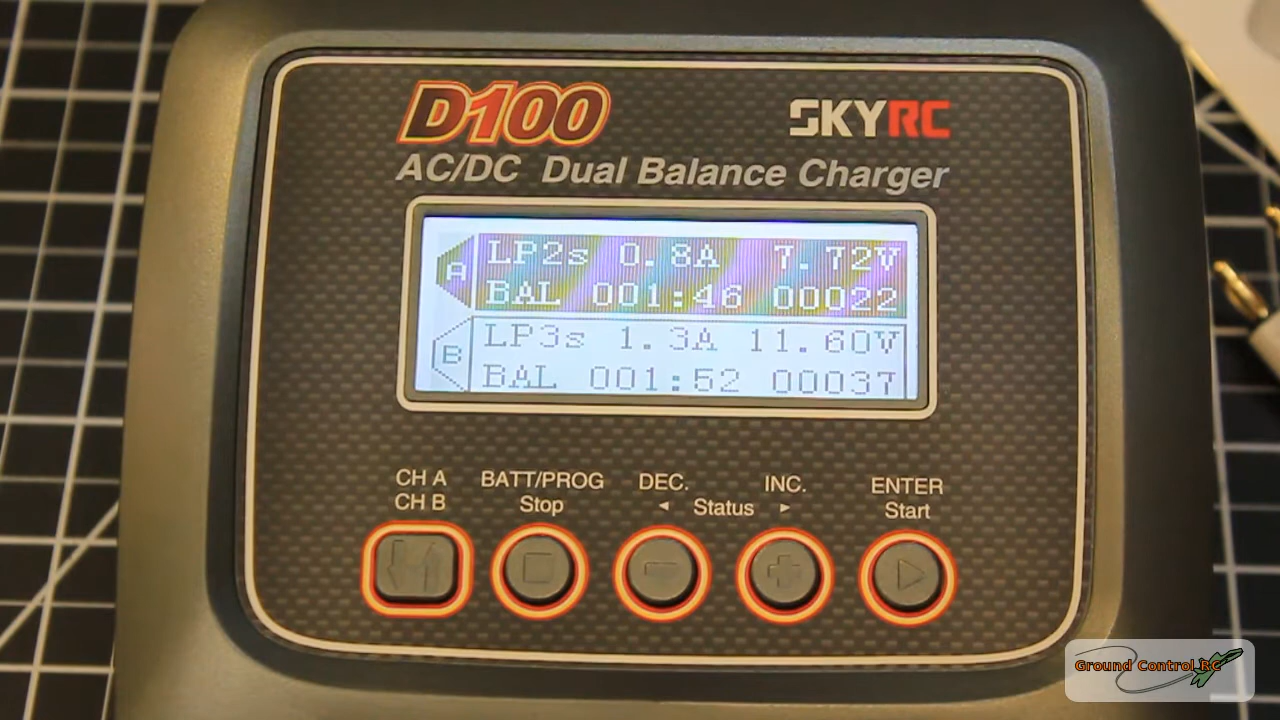 D100
SKYRC
AC/DC Dual Balance Charger
A
LP2s 0.8A 7.72V
BAL 001:46 00022
B
LP3s 1.3A 11.60V
BAL 001:52 00037
CH A
CH B
BATT/PROG
Stop
DEC.
INC.
◄ Status ►
ENTER
Start
Ground Control RC